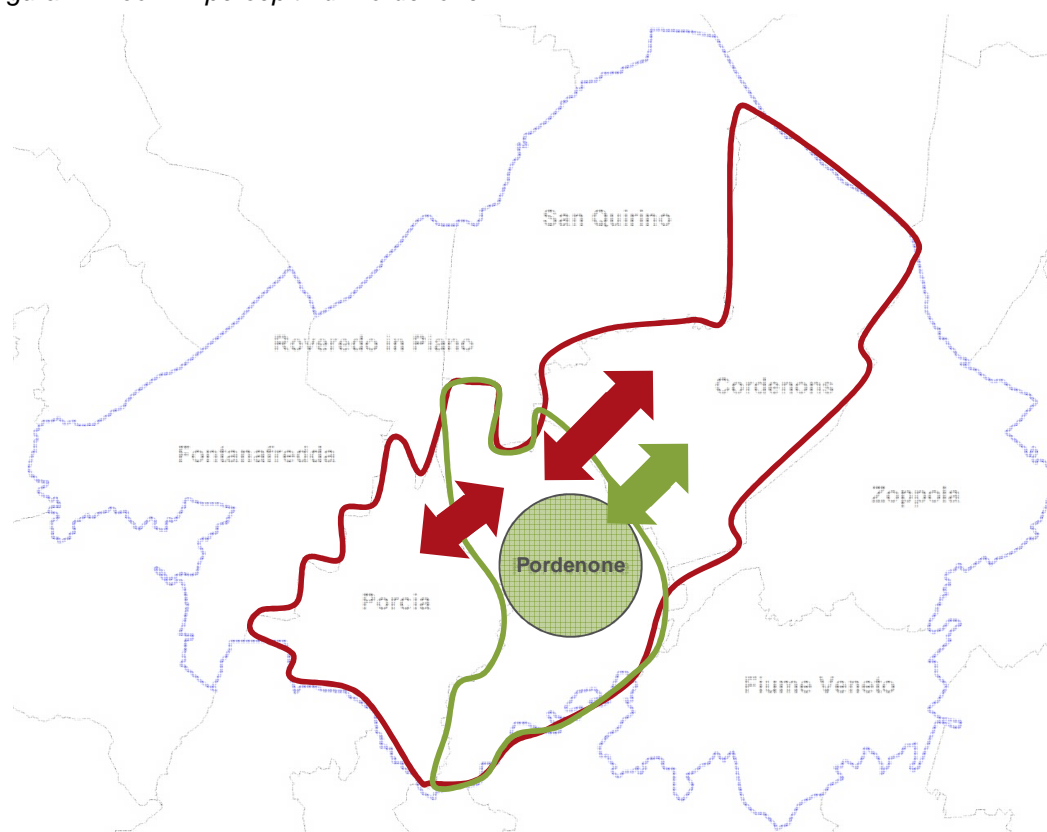 San Quirino
Roveredo in Piano
Cordenons
Fontanafredda
Zoppola
Pordenone
Porcia
Fiume Veneto